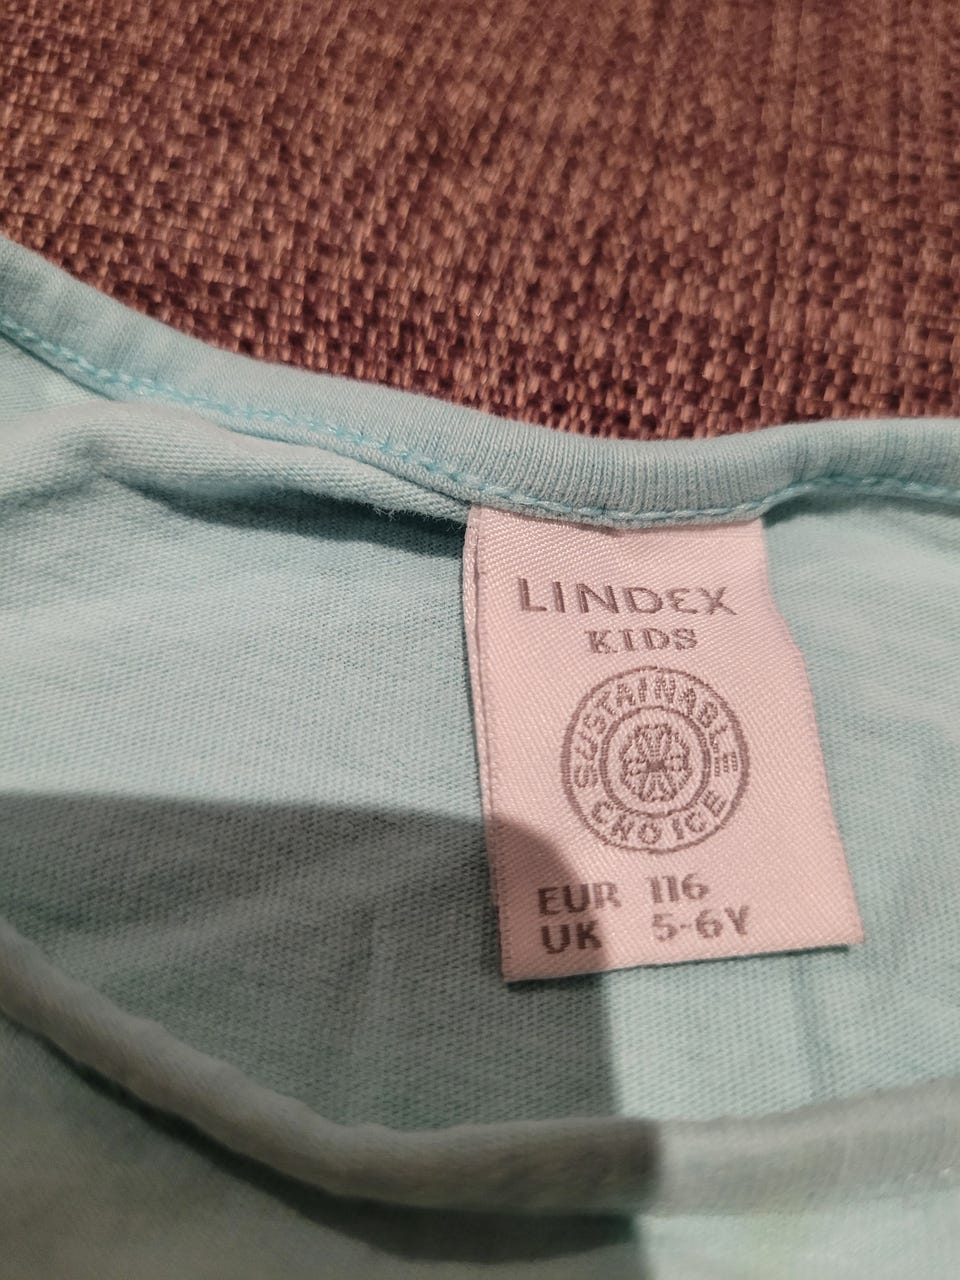 LINDEX
KIDS
SUSTAINABLE
CHOICE
EUR 116
UK 5-6Y